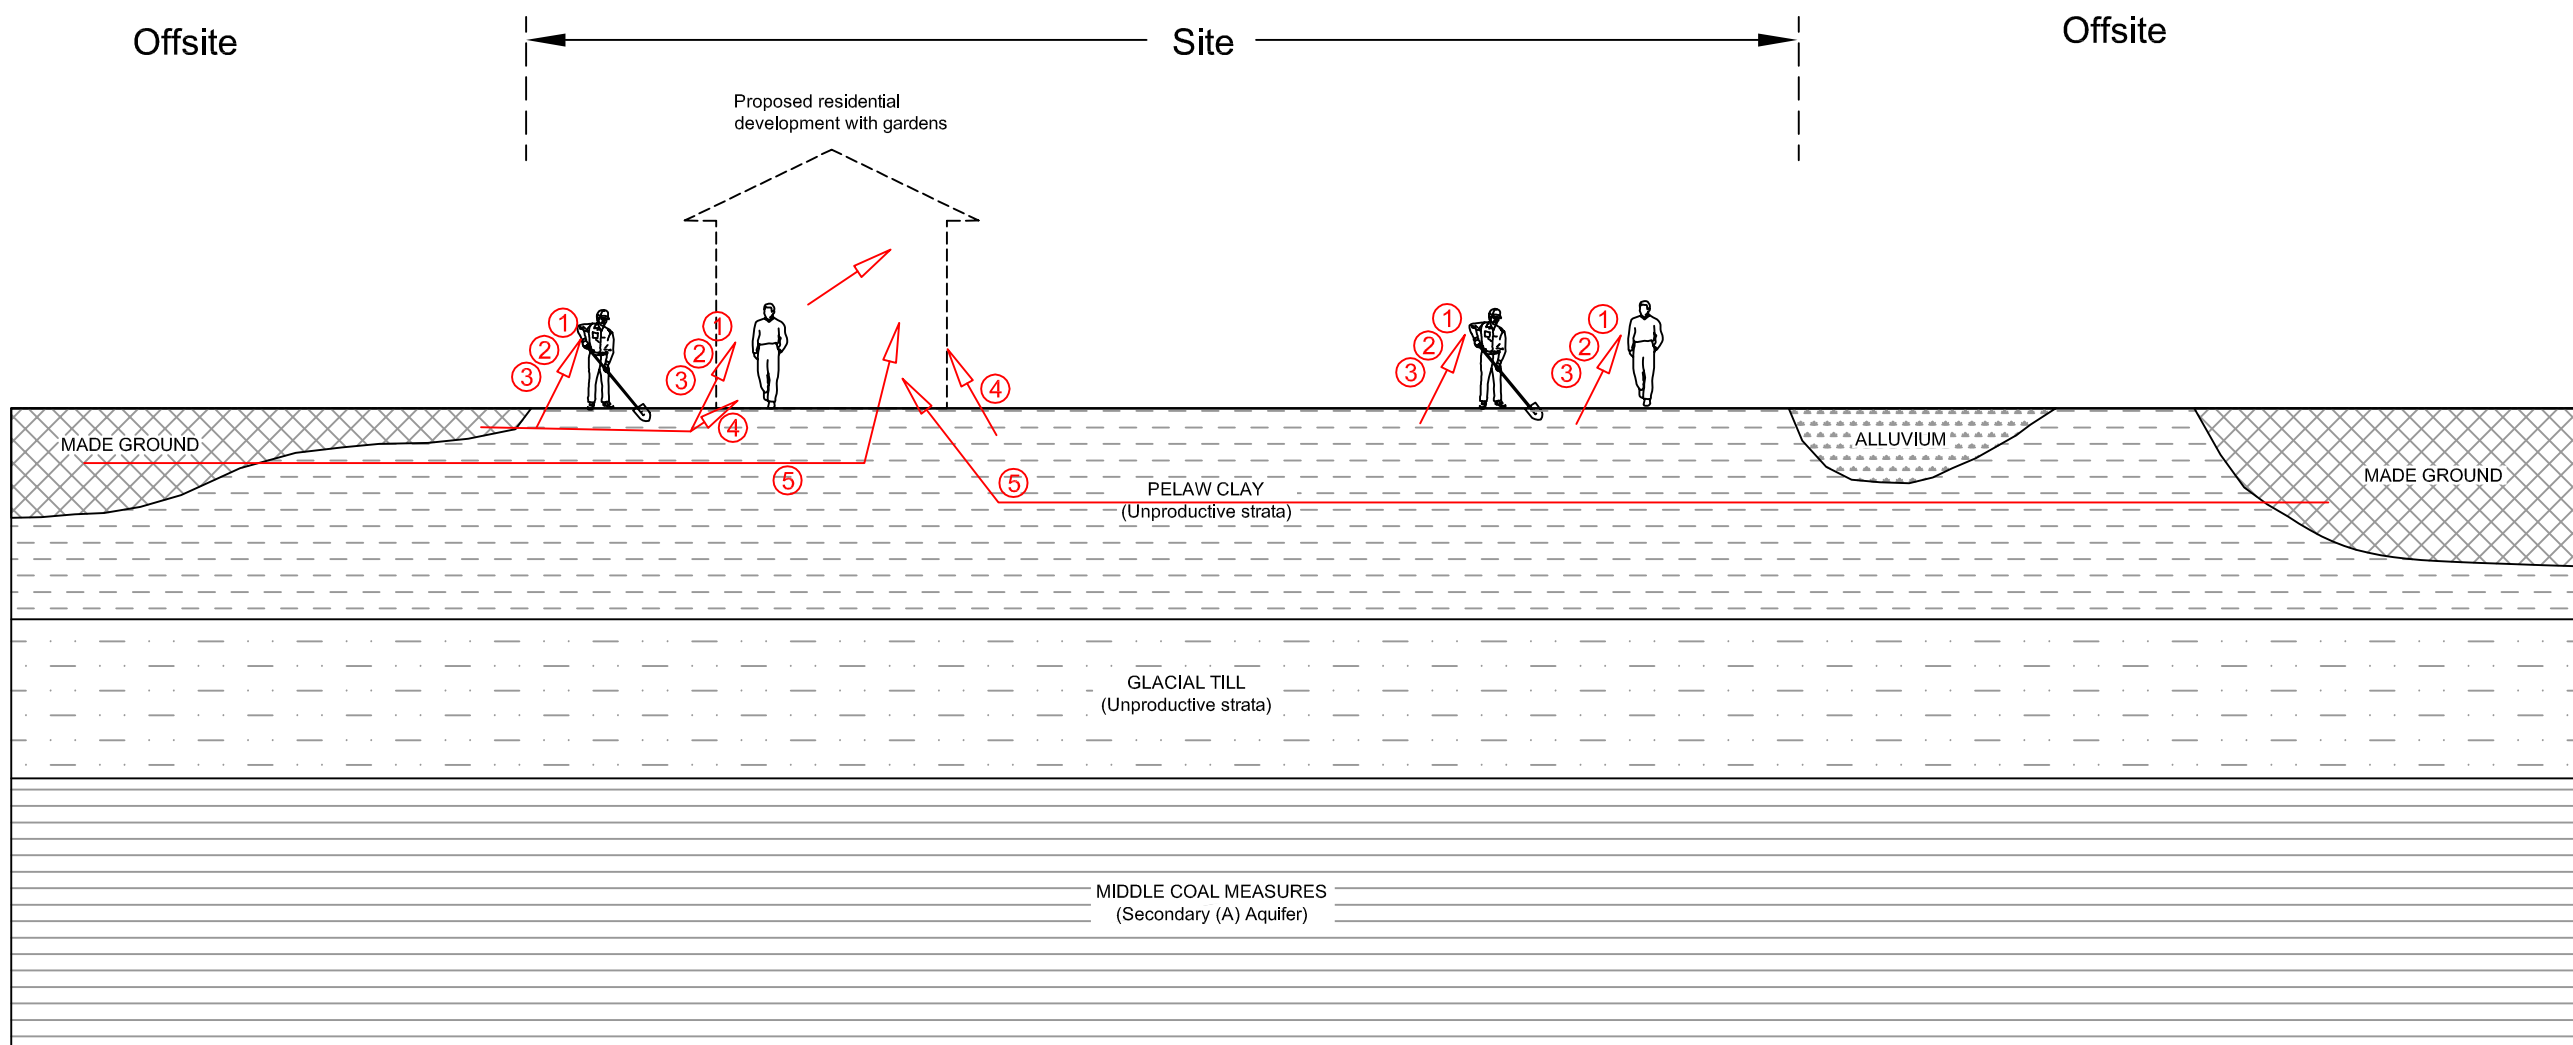 Offsite
Site
Offsite
Proposed residential
development with gardens
1
2
3
1
2
3
4
4
1
2
3
1
2
3
MADE GROUND
5
5
PELAW CLAY
(Unproductive strata)
ALLUVIUM
MADE GROUND
GLACIAL TILL
(Unproductive strata)
MIDDLE COAL MEASURES
(Secondary (A) Aquifer)